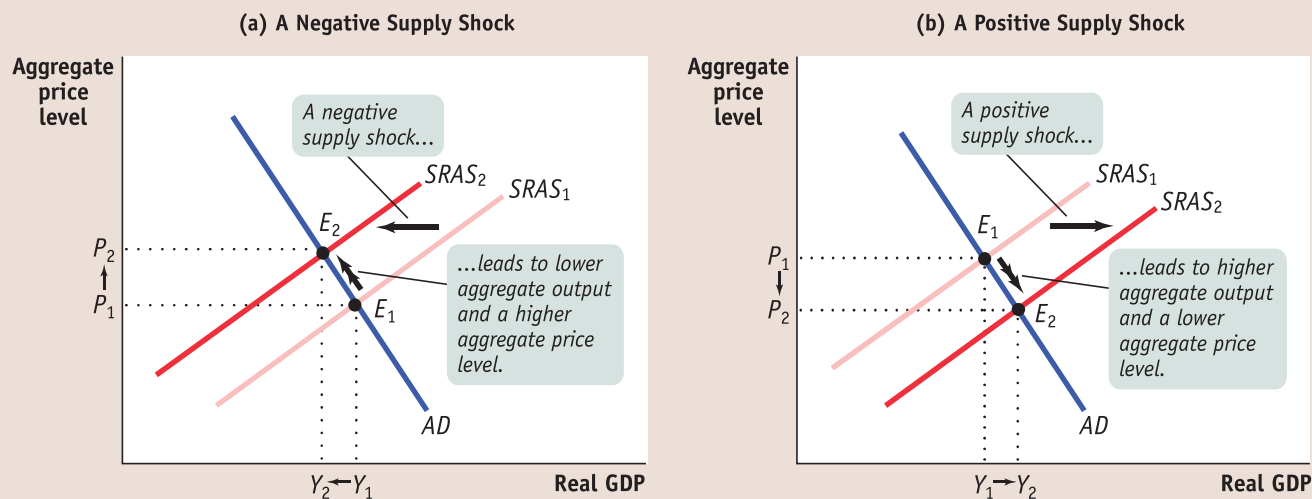 (a) A Negative Supply Shock
Aggregate
price
level
A negative
supply shock…
SRAS₂
SRAS₁
E₂
P₂
P₁
E₁
…leads to lower
aggregate output
and a higher
aggregate price
level.
AD
Y₂
Y₁
Real GDP
(b) A Positive Supply Shock
Aggregate
price
level
A positive
supply shock…
SRAS₁
SRAS₂
E₁
P₁
P₂
E₂
…leads to higher
aggregate output
and a lower
aggregate price
level.
AD
Y₁
Y₂
Real GDP